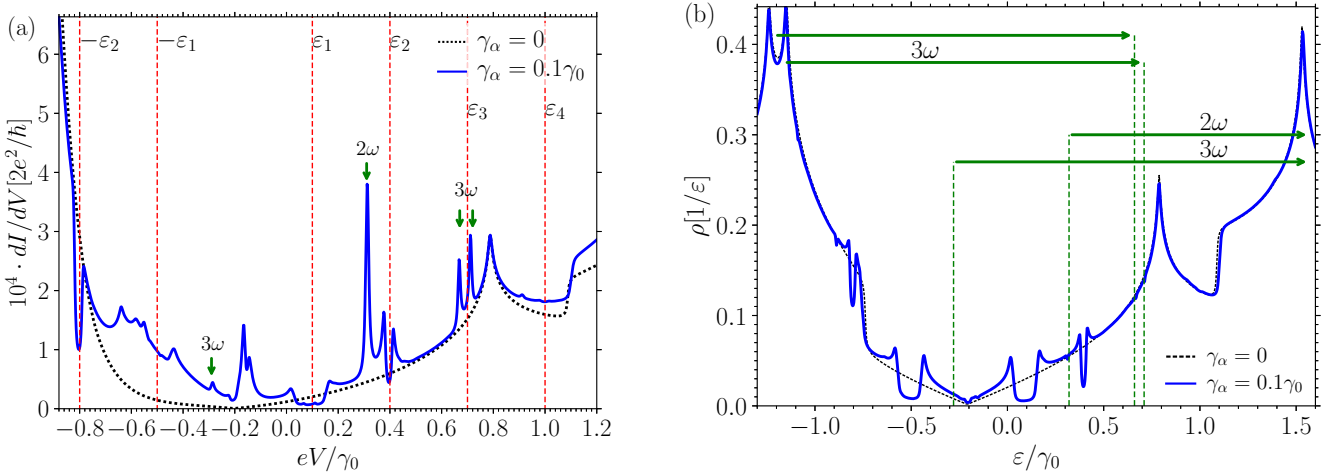 (a)
−ε₂
−ε₁
ε₁
ε₂
γα = 0
γα = 0.1γ₀
ε₃
ε₄
2ω
3ω
3ω
10⁴ · dI/dV [2e²/ħ]
6
5
4
3
2
1
0
−0.8 −0.6 −0.4 −0.2 0.0 0.2 0.4 0.6 0.8 1.0 1.2
eV/γ₀
(b)
3ω
2ω
3ω
ρ[1/ε]
0.4
0.3
0.2
0.1
0.0
γα = 0
γα = 0.1γ₀
−1.0 −0.5 0.0 0.5 1.0 1.5
ε/γ₀